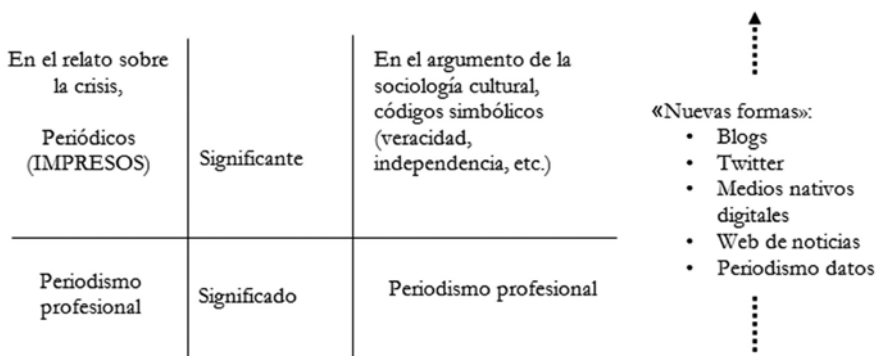 En el relato sobre
la crisis,
Periódicos
(IMPRESOS)
Significante
En el argumento de la
sociología cultural,
códigos simbólicos
(veracidad,
independencia, etc.)
Periodismo
profesional
Significado
Periodismo profesional
«Nuevas formas»:
• Blogs
• Twitter
• Medios nativos
digitales
• Web de noticias
• Periodismo datos